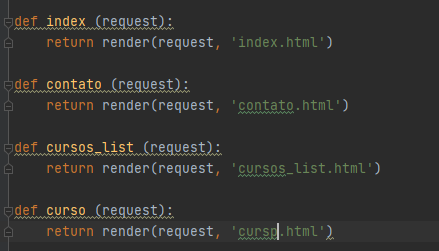 def index (request):
return render(request, 'index.html')
def contato (request):
return render(request, 'contato.html')
def cursos_list (request):
return render(request, 'cursos_list.html')
def curso (request):
return render(request, 'cursp.html')